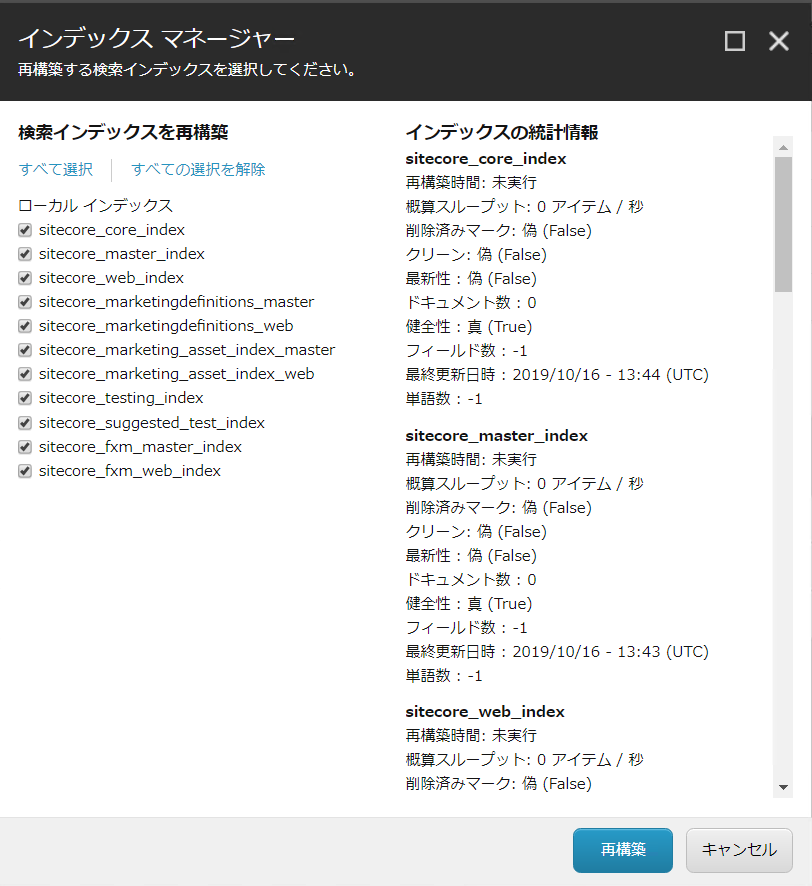 インデックス マネージャー
再構築する検索インデックスを選択してください。
検索インデックスを再構築
すべて選択
すべての選択を解除
ローカル インデックス
sitecore_core_index
sitecore_master_index
sitecore_web_index
sitecore_marketingdefinitions_master
sitecore_marketingdefinitions_web
sitecore_marketing_asset_index_master
sitecore_marketing_asset_index_web
sitecore_testing_index
sitecore_suggested_test_index
sitecore_fxm_master_index
sitecore_fxm_web_index
インデックスの統計情報
sitecore_core_index
再構築時間: 未実行
概算スループット: 0 アイテム / 秒
削除済みマーク: 偽 (False)
クリーン: 偽 (False)
最新性 : 偽 (False)
ドキュメント数 : 0
健全性 : 真 (True)
フィールド数 : -1
最終更新日時 : 2019/10/16 - 13:44 (UTC)
単語数 : -1
sitecore_master_index
再構築時間: 未実行
概算スループット: 0 アイテム / 秒
削除済みマーク: 偽 (False)
クリーン: 偽 (False)
最新性 : 偽 (False)
ドキュメント数 : 0
健全性 : 真 (True)
フィールド数 : -1
最終更新日時 : 2019/10/16 - 13:43 (UTC)
単語数 : -1
sitecore_web_index
再構築時間: 未実行
概算スループット: 0 アイテム / 秒
削除済みマーク: 偽 (False)
再構築
キャンセル